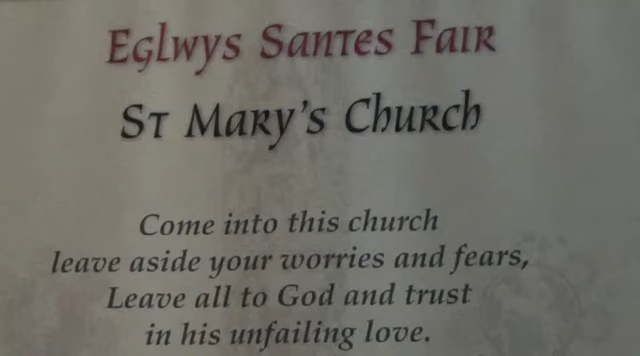 Eglwys Santes Fair
St Mary's Church
Come into this church
leave aside your worries and fears,
Leave all to God and trust
in his unfailing love.